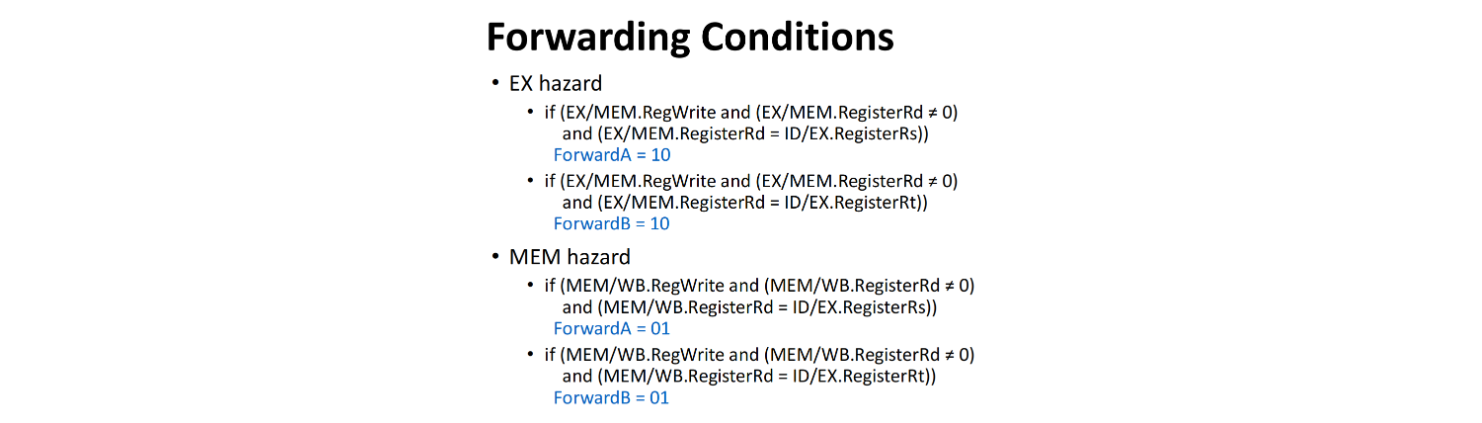 Forwarding Conditions
• EX hazard
• if (EX/MEM.RegWrite and (EX/MEM.RegisterRd ≠ 0)
and (EX/MEM.RegisterRd = ID/EX.RegisterRs))
ForwardA = 10
• if (EX/MEM.RegWrite and (EX/MEM.RegisterRd ≠ 0)
and (EX/MEM.RegisterRd = ID/EX.RegisterRt))
ForwardB = 10
• MEM hazard
• if (MEM/WB.RegWrite and (MEM/WB.RegisterRd ≠ 0)
and (MEM/WB.RegisterRd = ID/EX.RegisterRs))
ForwardA = 01
• if (MEM/WB.RegWrite and (MEM/WB.RegisterRd ≠ 0)
and (MEM/WB.RegisterRd = ID/EX.RegisterRt))
ForwardB = 01